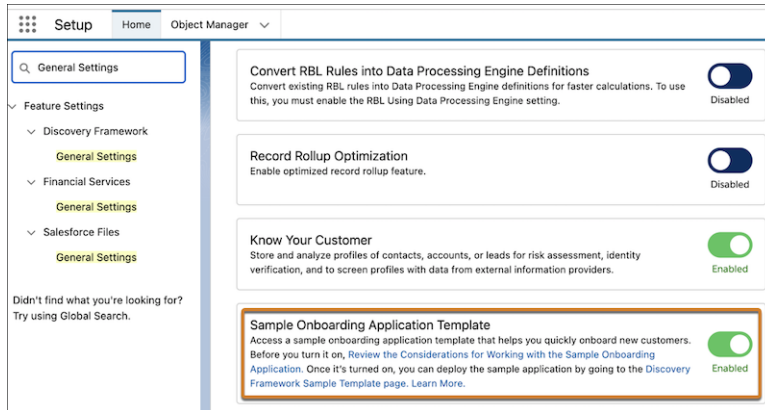 Setup
Home
Object Manager
General Settings
Feature Settings
Discovery Framework
General Settings
Financial Services
General Settings
Salesforce Files
General Settings
Didn't find what you're looking for?
Try using Global Search.
Convert RBL Rules into Data Processing Engine Definitions
Convert existing RBL rules into Data Processing Engine definitions for faster calculations. To use
this, you must enable the RBL Using Data Processing Engine setting.
Disabled
Record Rollup Optimization
Enable optimized record rollup feature.
Disabled
Know Your Customer
Store and analyze profiles of contacts, accounts, or leads for risk assessment, identity
verification, and to screen profiles with data from external information providers.
Enabled
Sample Onboarding Application Template
Access a sample onboarding application template that helps you quickly onboard new customers.
Before you turn it on, Review the Considerations for Working with the Sample Onboarding
Application. Once it's turned on, you can deploy the sample application by going to the Discovery
Framework Sample Template page. Learn More.
Enabled